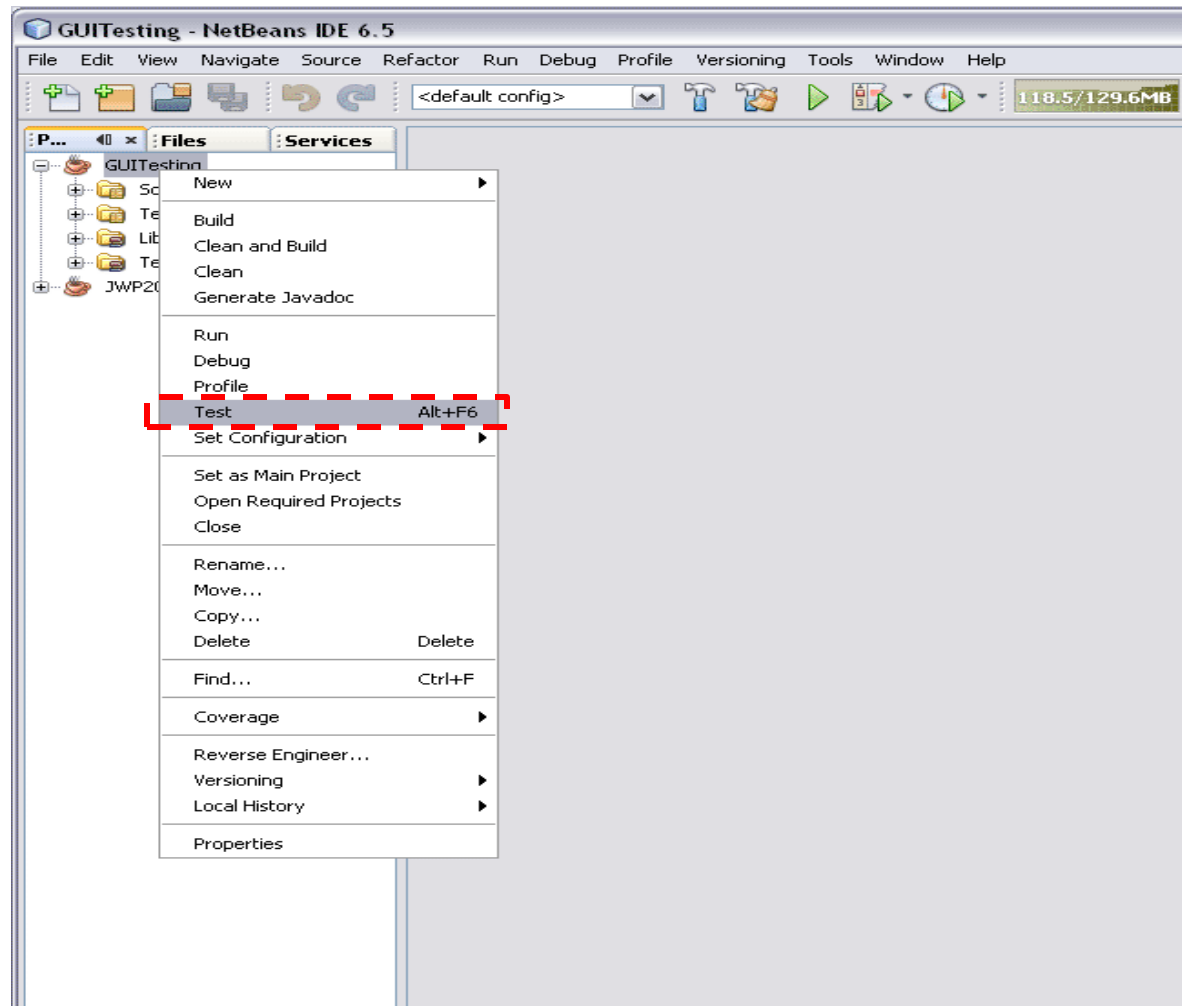 GUITesting - NetBeans IDE 6.5
File Edit View Navigate Source Refactor Run Debug Profile Versioning Tools Window Help
<default config> 118.5/129.6MB
P... Files Services
GUITesting
New
Build
Clean and Build
Clean
Generate Javadoc
Run
Debug
Profile
Test Alt+F6
Set Configuration
Set as Main Project
Open Required Projects
Close
Rename...
Move...
Copy...
Delete Delete
Find... Ctrl+F
Coverage
Reverse Engineer...
Versioning
Local History
Properties